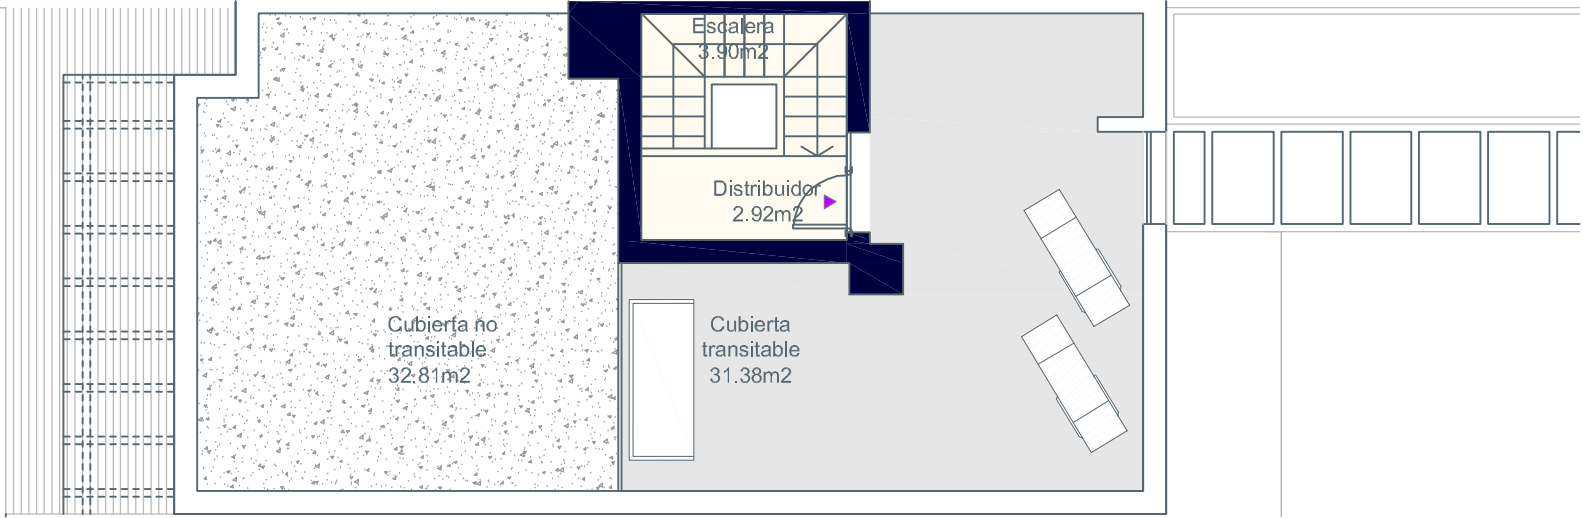 Escalera
3.90m2
Distribuidor
2.92m2
Cubierta no
transitable
32.81m2
Cubierta
transitable
31.38m2